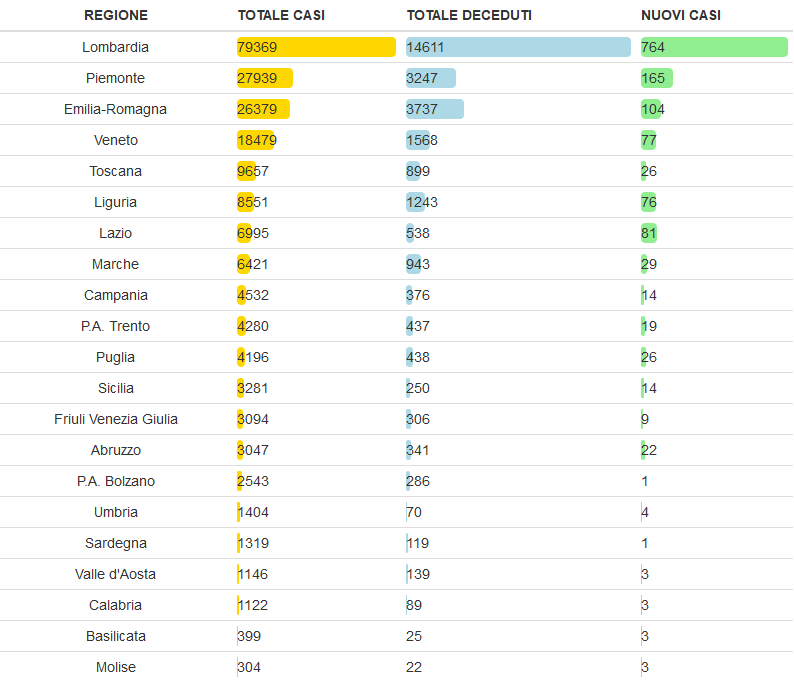 REGIONE TOTALE CASI TOTALE DECEDUTI NUOVI CASI
Lombardia 79369 14611 764
Piemonte 27939 3247 165
Emilia-Romagna 26379 3737 104
Veneto 18479 1568 77
Toscana 9657 899 26
Liguria 8551 1243 76
Lazio 6995 538 81
Marche 6421 943 29
Campania 4532 376 14
P.A. Trento 4280 437 19
Puglia 4196 438 26
Sicilia 3281 250 14
Friuli Venezia Giulia 3094 306 9
Abruzzo 3047 341 22
P.A. Bolzano 2543 286 1
Umbria 1404 70 4
Sardegna 1319 119 1
Valle d'Aosta 1146 139 3
Calabria 1122 89 3
Basilicata 399 25 3
Molise 304 22 3